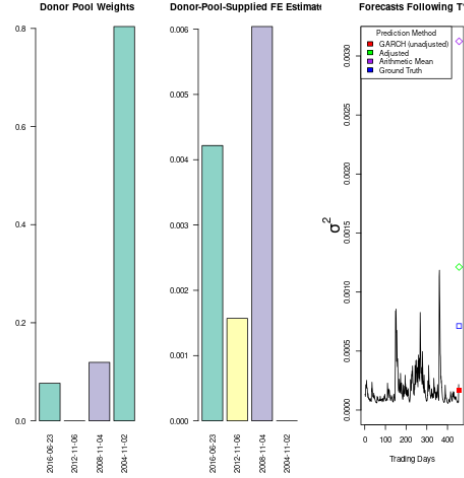 Donor Pool Weights
0.8
0.6
0.4
0.2
0.0
2016-06-23
2012-11-06
2008-11-04
2004-11-02
Donor-Pool-Supplied FE Estimat
0.006
0.005
0.004
0.003
0.002
0.001
0.000
2016-06-23
2012-11-06
2008-11-04
2004-11-02
Forecasts Following T
Prediction Method
GARCH (unadjusted)
Adjusted
Arithmetic Mean
Ground Truth
σ²
0.0030
0.0025
0.0020
0.0015
0.0010
0.0005
0.0000
0 100 200 300 400
Trading Days